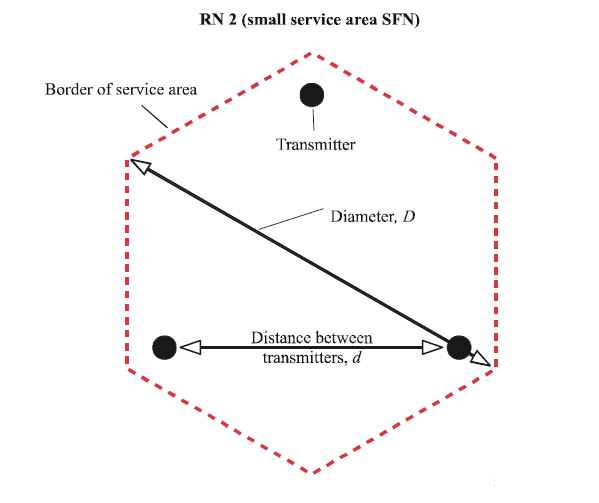 RN 2 (small service area SFN)
Border of service area
Transmitter
Diameter, D
Distance between
transmitters, d